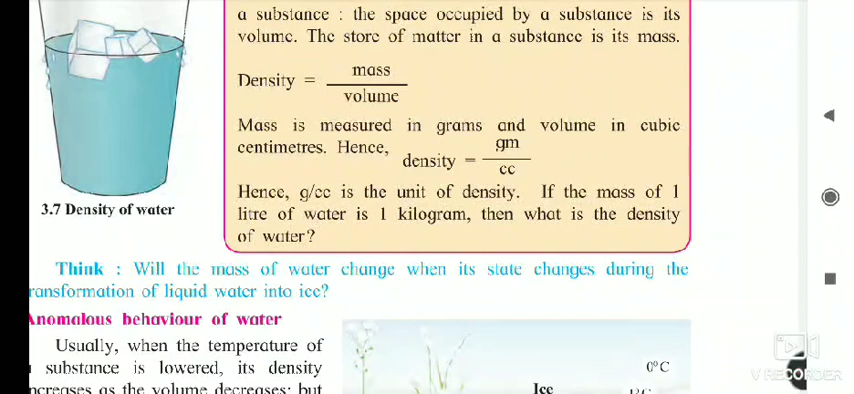 a substance : the space occupied by a substance is its
volume. The store of matter in a substance is its mass.
Density = mass
volume
Mass is measured in grams and volume in cubic
centimetres. Hence, density = gm
cc
Hence, g/cc is the unit of density. If the mass of 1
litre of water is 1 kilogram, then what is the density
of water?
3.7 Density of water
Think : Will the mass of water change when its state changes during the
ransformation of liquid water into ice?
Anomalous behaviour of water
Usually, when the temperature of
substance is lowered, its density
ncreases as the volume decreases; but
0°C
Ice
V RECORDER